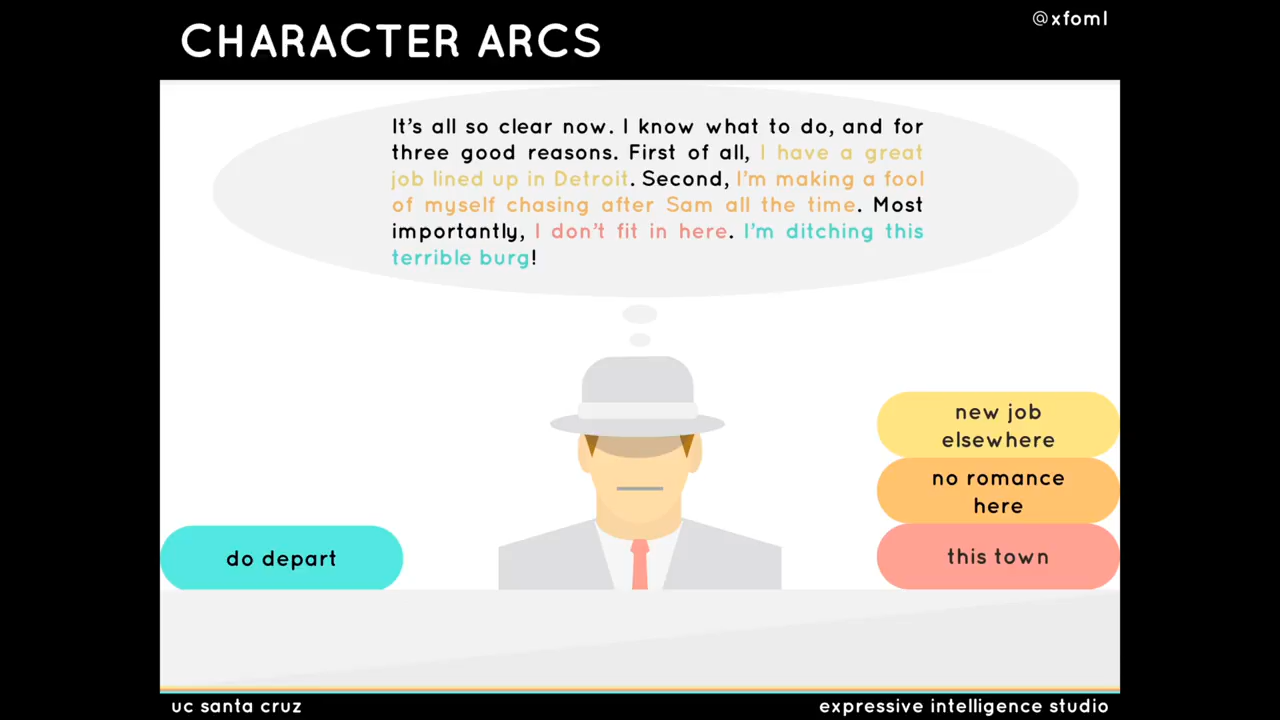 CHARACTER ARCS
@xfoml
It's all so clear now. I know what to do, and for
three good reasons. First of all, I have a great
job lined up in Detroit. Second, I'm making a fool
of myself chasing after Sam all the time. Most
importantly, I don't fit in here. I'm ditching this
terrible burg!
new job
elsewhere
no romance
here
this town
do depart
uc santa cruz
expressive intelligence studio